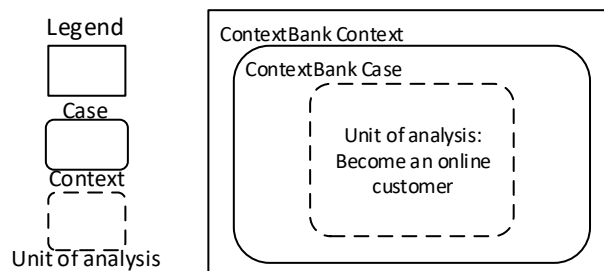 Legend
Case
Context
Unit of analysis
ContextBank Context
ContextBank Case
Unit of analysis:
Become an online
customer